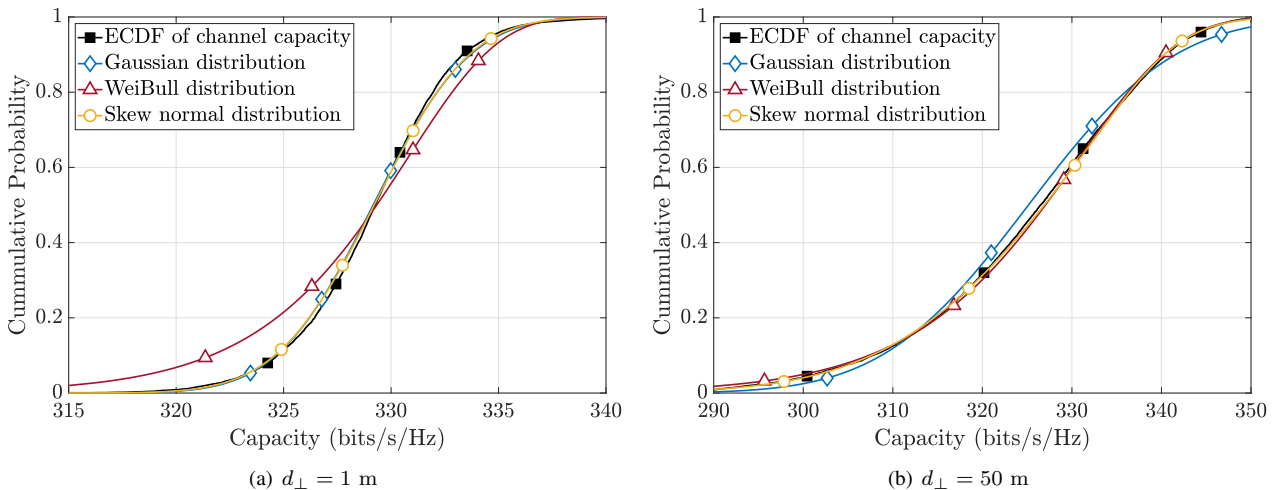 1
0.8
0.6
0.4
0.2
0
Cummulative Probability
ECDF of channel capacity
Gaussian distribution
WeiBull distribution
Skew normal distribution
315 320 325 330 335 340
Capacity (bits/s/Hz)
(a) d⊥ = 1 m
1
0.8
0.6
0.4
0.2
0
Cummulative Probability
ECDF of channel capacity
Gaussian distribution
WeiBull distribution
Skew normal distribution
290 300 310 320 330 340 350
Capacity (bits/s/Hz)
(b) d⊥ = 50 m